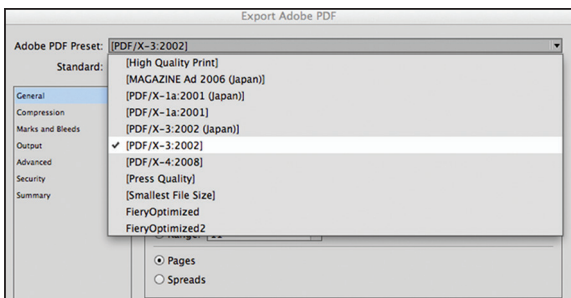 Export Adobe PDF
Adobe PDF Preset: [PDF/X-3:2002]
Standard:
[High Quality Print]
[MAGAZINE Ad 2006 (Japan)]
[PDF/X-1a:2001 (Japan)]
[PDF/X-1a:2001]
[PDF/X-3:2002 (Japan)]
✓ [PDF/X-3:2002]
[PDF/X-4:2008]
[Press Quality]
[Smallest File Size]
FieryOptimized
FieryOptimized2
General
Compression
Marks and Bleeds
Output
Advanced
Security
Summary
Pages
Spreads